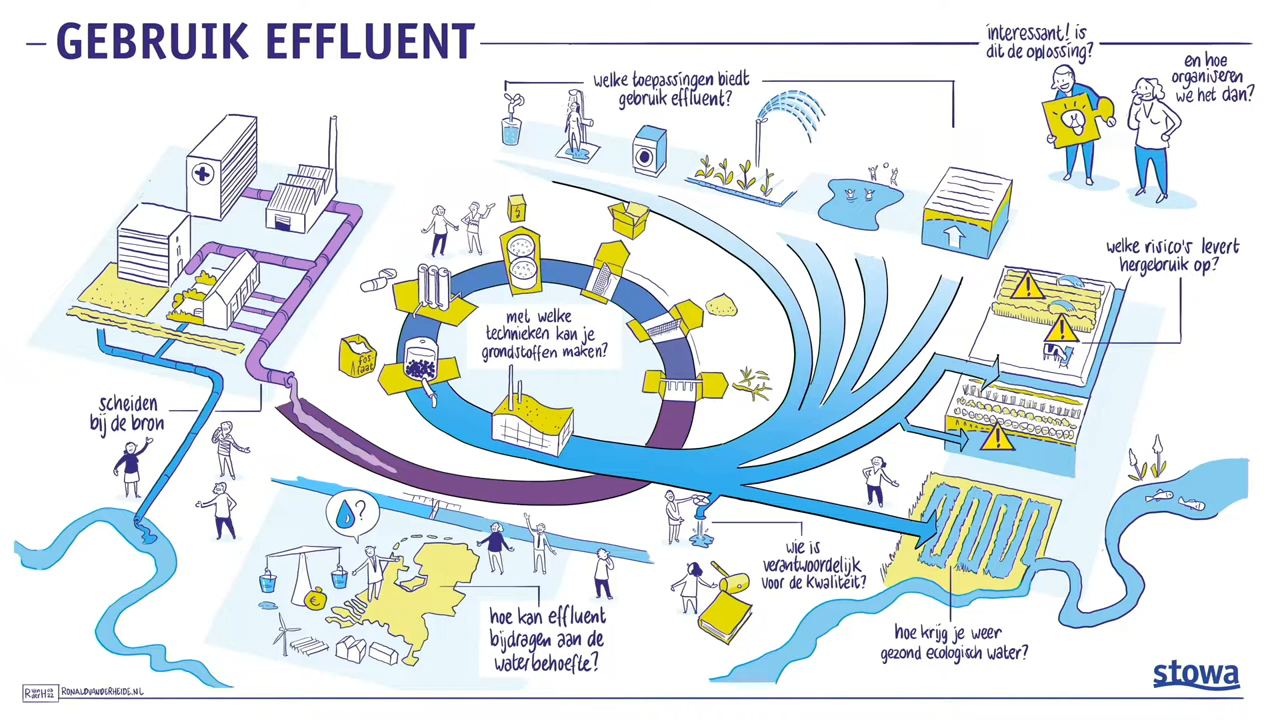 GEBRUIK EFFLUENT
interessant! is
dit de oplossing?
en hoe
organiseren
we het dan?
welke toepassingen biedt
gebruik effluent?
welke risico's levert
hergebruik op?
met welke
technieken kan je
grondstoffen maken?
fos
faat
scheiden
bij de bron
?
€
wie is
verantwoordelijk
voor de kwaliteit?
hoe kan effluent
bijdragen aan de
waterbehoefte?
hoe krijg je weer
gezond ecologisch water?
stowa
RONALDVANDERHEIDE.NL